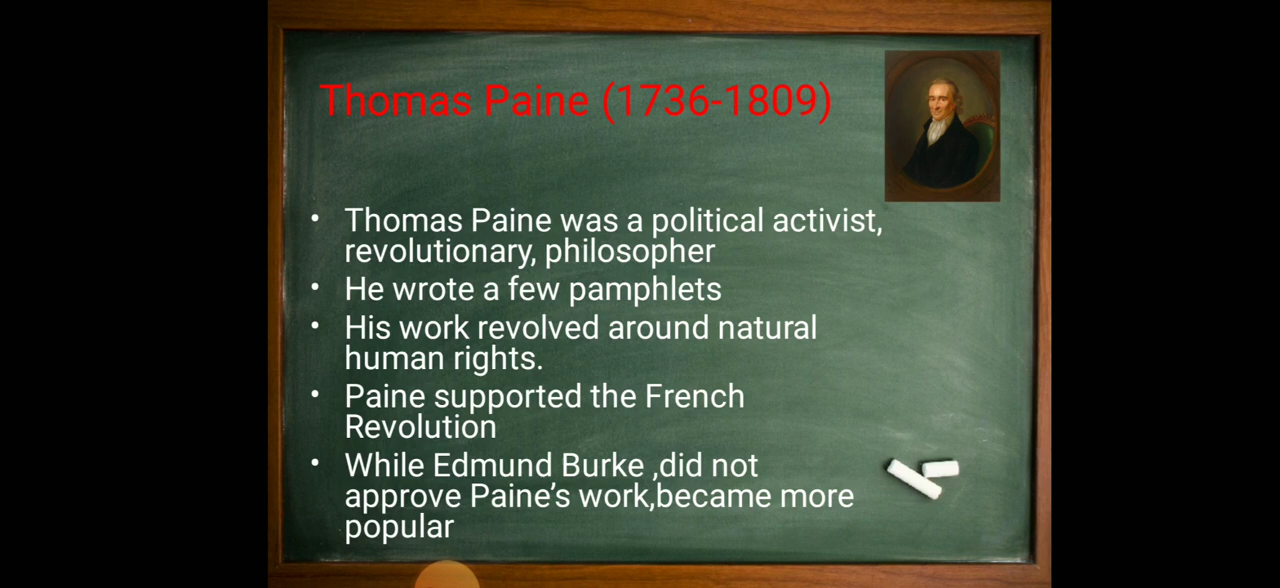 Thomas Paine (1736-1809)
• Thomas Paine was a political activist,
revolutionary, philosopher
• He wrote a few pamphlets
• His work revolved around natural
human rights.
• Paine supported the French
Revolution
• While Edmund Burke ,did not
approve Paine’s work,became more
popular